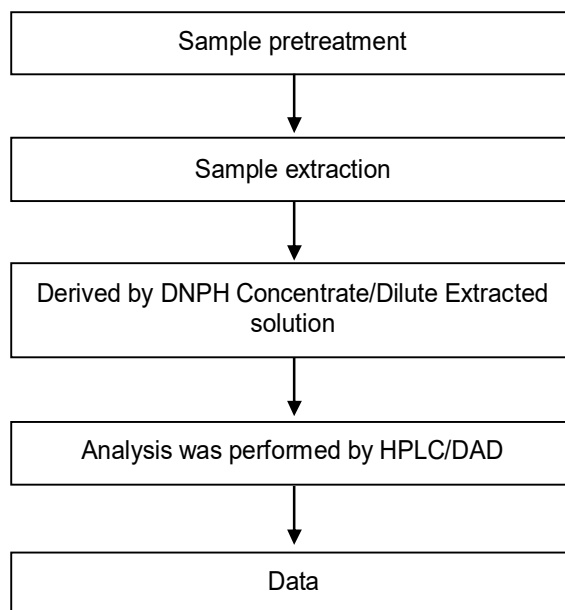 Sample pretreatment
Sample extraction
Derived by DNPH Concentrate/Dilute Extracted
solution
Analysis was performed by HPLC/DAD
Data